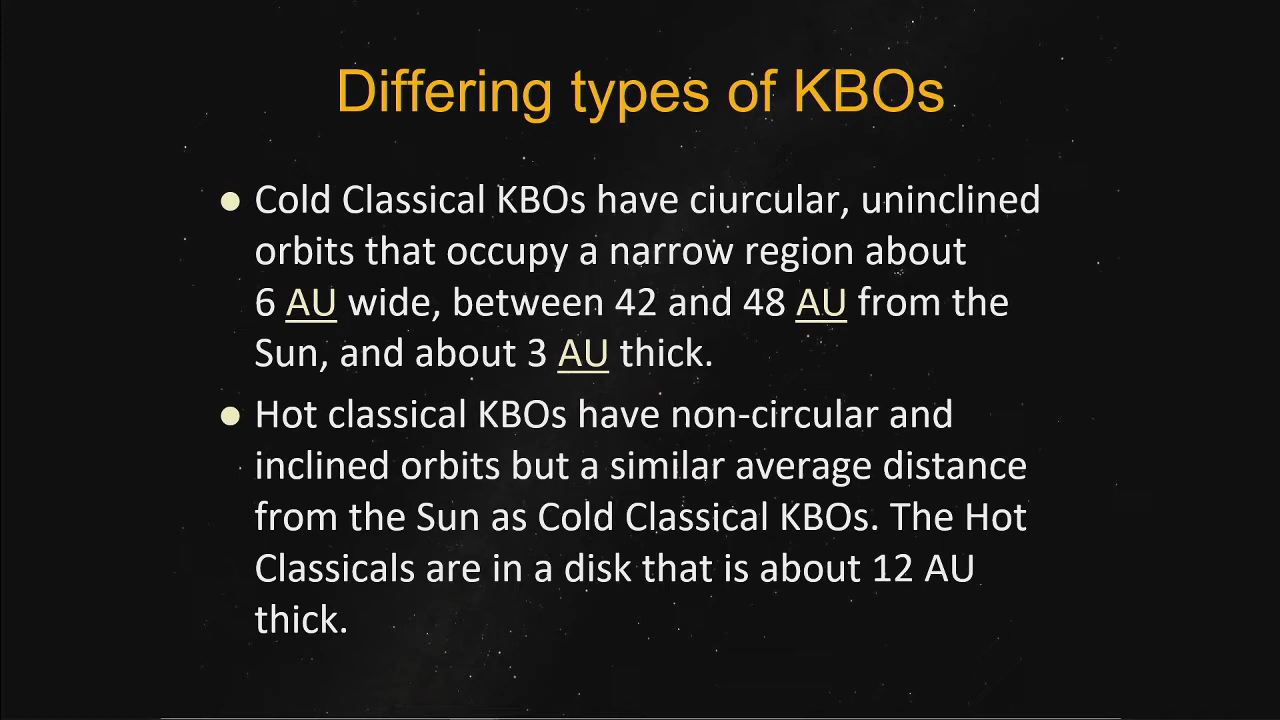 Differing types of KBOs
● Cold Classical KBOs have ciurcular, uninclined
orbits that occupy a narrow region about
6 AU wide, between 42 and 48 AU from the
Sun, and about 3 AU thick.
● Hot classical KBOs have non-circular and
inclined orbits but a similar average distance
from the Sun as Cold Classical KBOs. The Hot
Classicals are in a disk that is about 12 AU
thick.